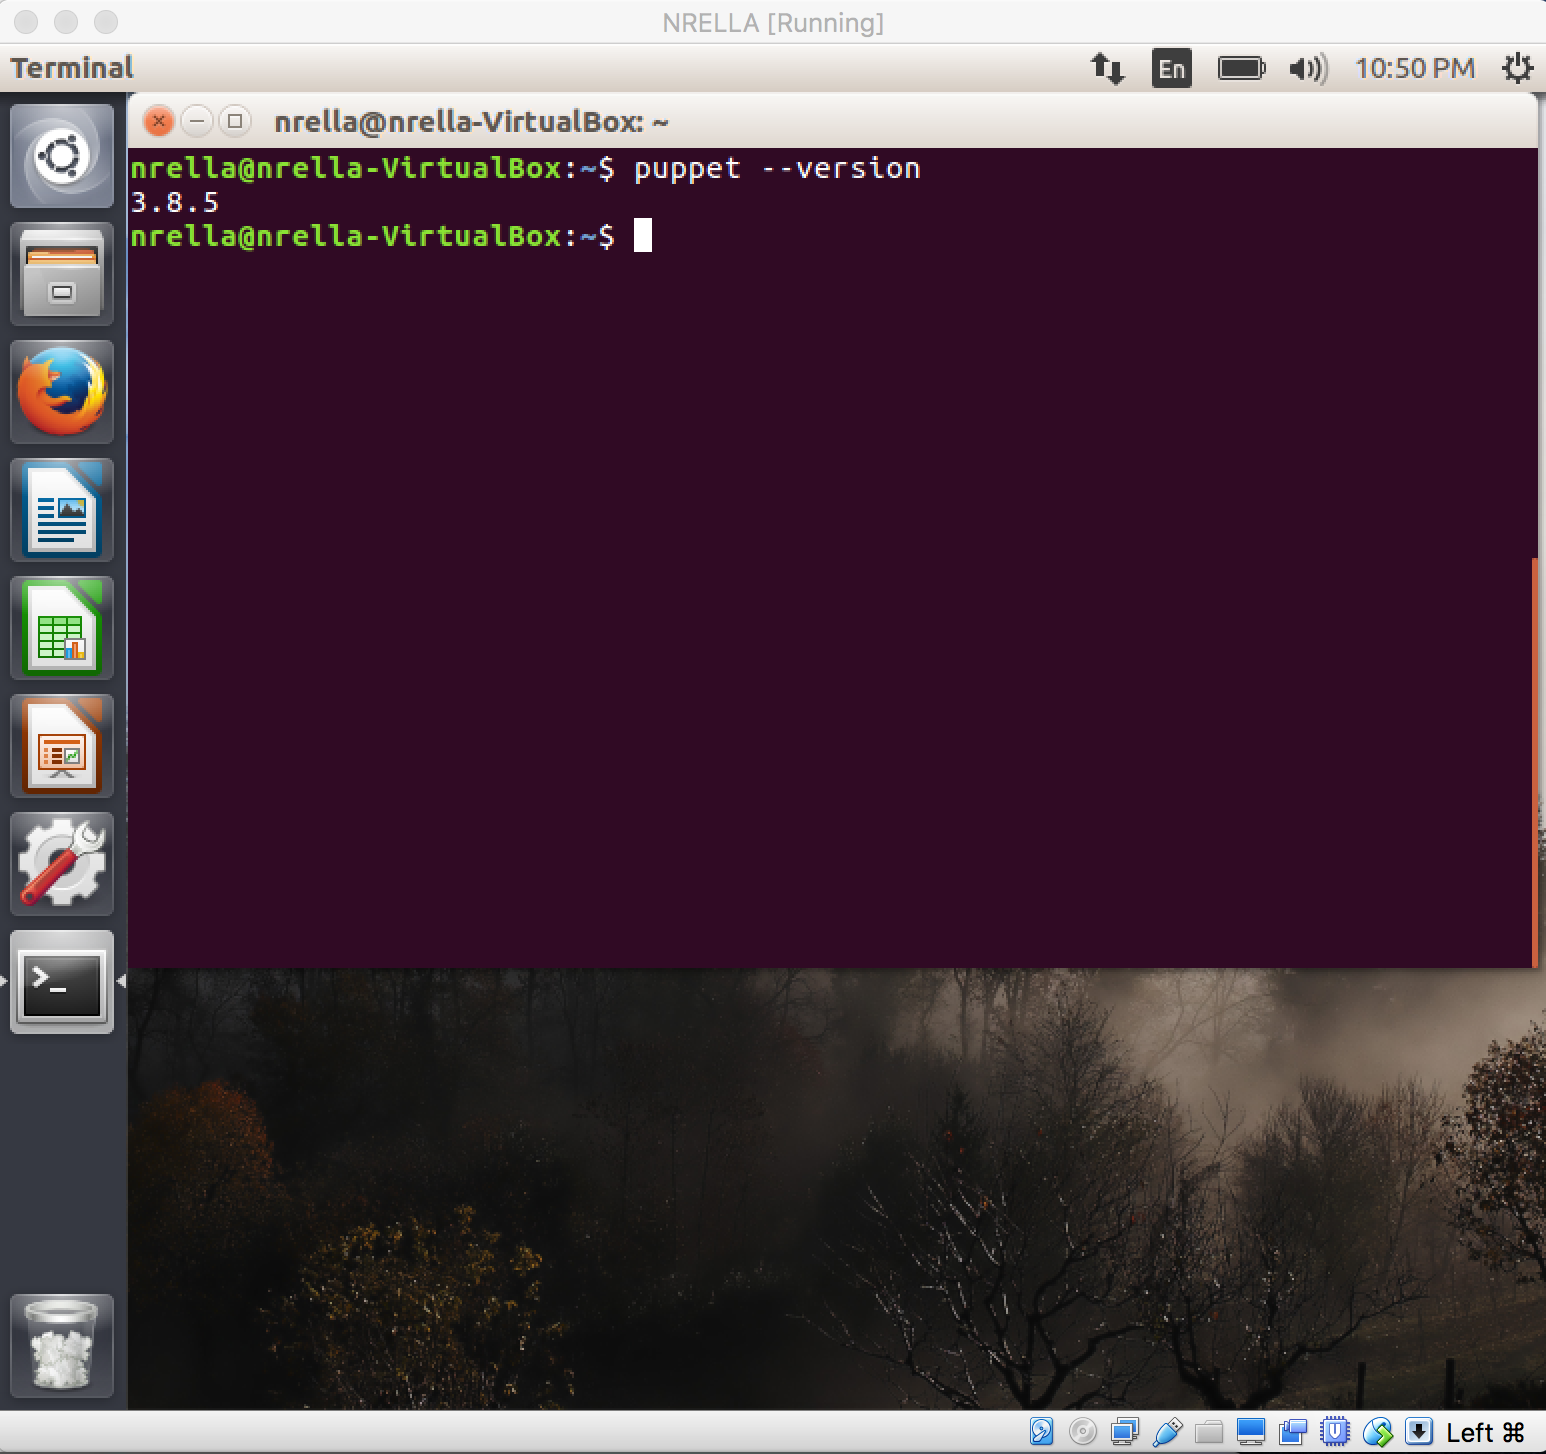 NRELLA [Running]
Terminal
En
10:50 PM
nrella@nrella-VirtualBox: ~
nrella@nrella-VirtualBox:~$ puppet --version
3.8.5
nrella@nrella-VirtualBox:~$
>_
Left ⌘